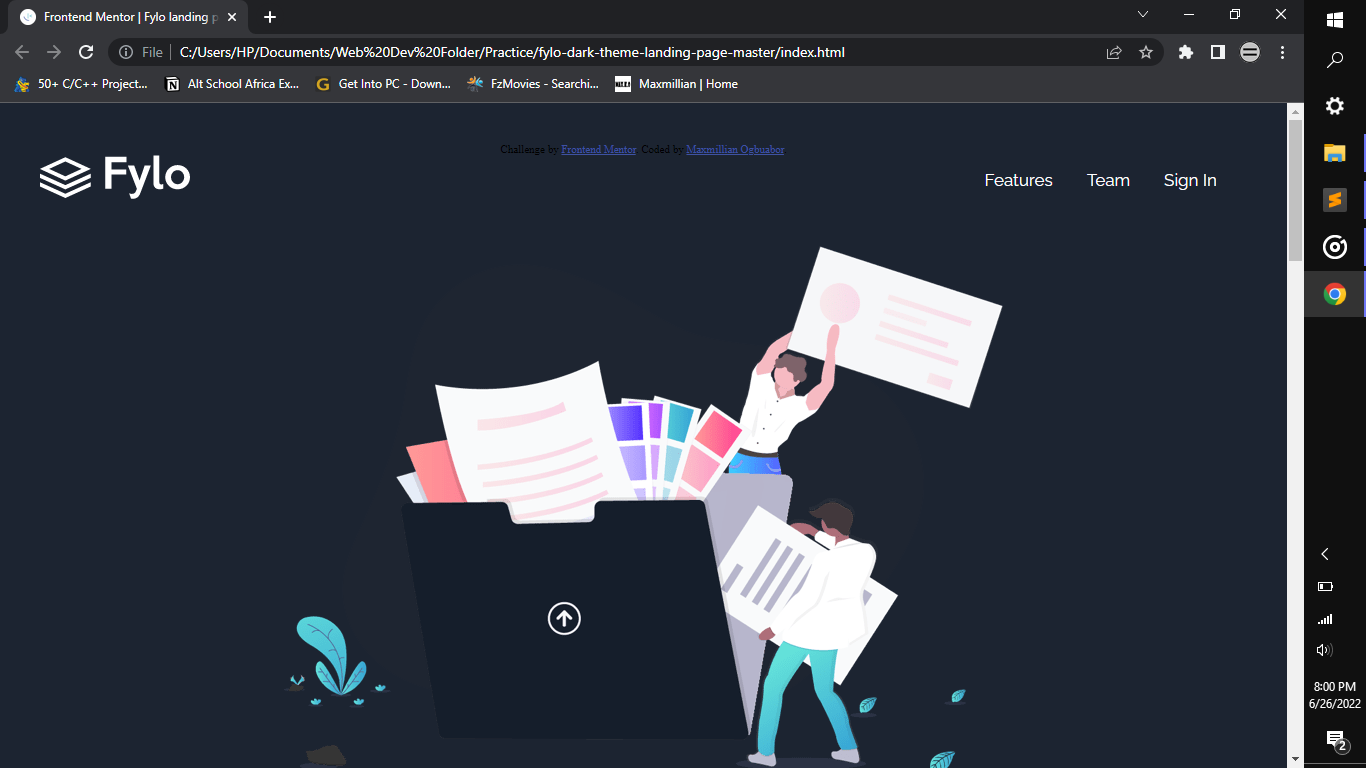 Frontend Mentor | Fylo landing p
File C:/Users/HP/Documents/Web%20Dev%20Folder/Practice/fylo-dark-theme-landing-page-master/index.html
50+ C/C++ Project... Alt School Africa Ex... Get Into PC - Down... FzMovies - Searchi... Maxmillian | Home
Challenge by Frontend Mentor. Coded by Maxmillian Ogbuabor
Fylo Features Team Sign In
8:00 PM
6/26/2022
2